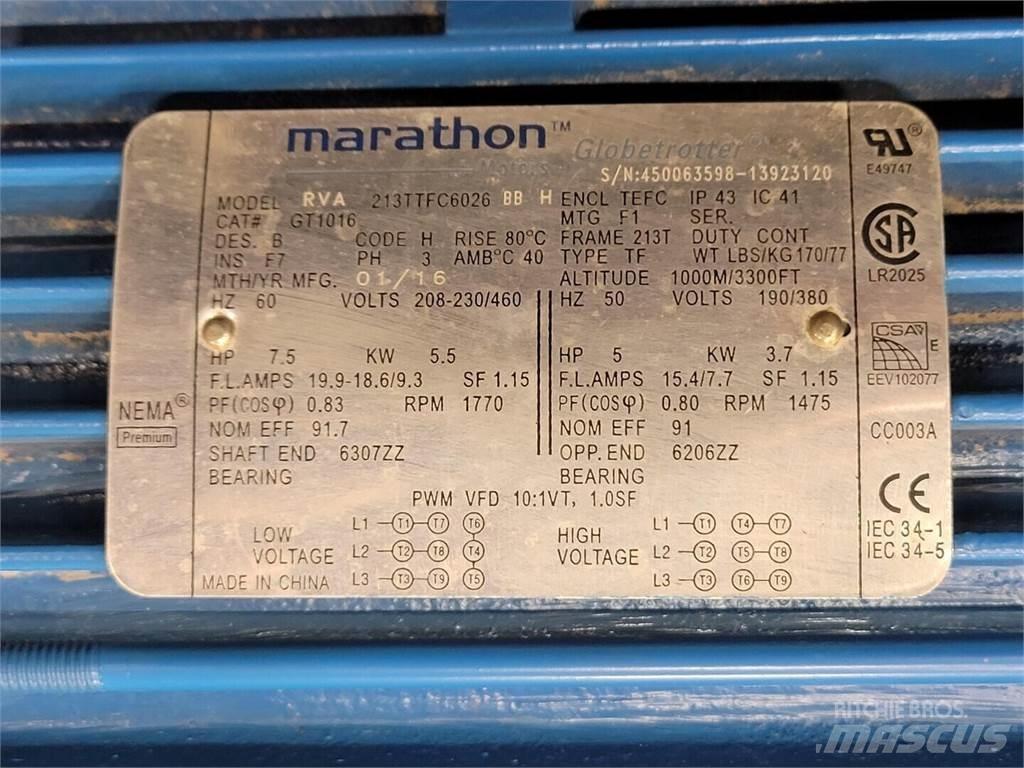 marathon™
Motors Globetrotter®
S/N:450063598-13923120
MODEL RVA 213TTFC6026 BB H ENCL TEFC IP 43 IC 41
CAT# GT1016 MTG F1 SER.
DES. B CODE H RISE 80°C FRAME 213T DUTY CONT
INS F7 PH 3 AMB°C 40 TYPE TF WT LBS/KG 170/77
MTH/YR MFG. 01/16 ALTITUDE 1000M/3300FT
HZ 60 VOLTS 208-230/460 HZ 50 VOLTS 190/380
HP 7.5 KW 5.5 HP 5 KW 3.7
F.L.AMPS 19.9-18.6/9.3 SF 1.15 F.L.AMPS 15.4/7.7 SF 1.15
PF(COSφ) 0.83 RPM 1770 PF(COSφ) 0.80 RPM 1475
NOM EFF 91.7 NOM EFF 91
SHAFT END 6307ZZ OPP. END 6206ZZ
BEARING BEARING
PWM VFD 10:1VT, 1.0SF
LOW VOLTAGE
L1 T1 T7 T6
L2 T2 T8 T4
L3 T3 T9 T5
HIGH VOLTAGE
L1 T1 T4 T7
L2 T2 T5 T8
L3 T3 T6 T9
MADE IN CHINA
NEMA®
Premium
RU®
E49747
SA
LR2025
CSA
E
EEV102077
CC003A
CE
IEC 34-1
IEC 34-5
RITCHIE BROS.
MASCUS